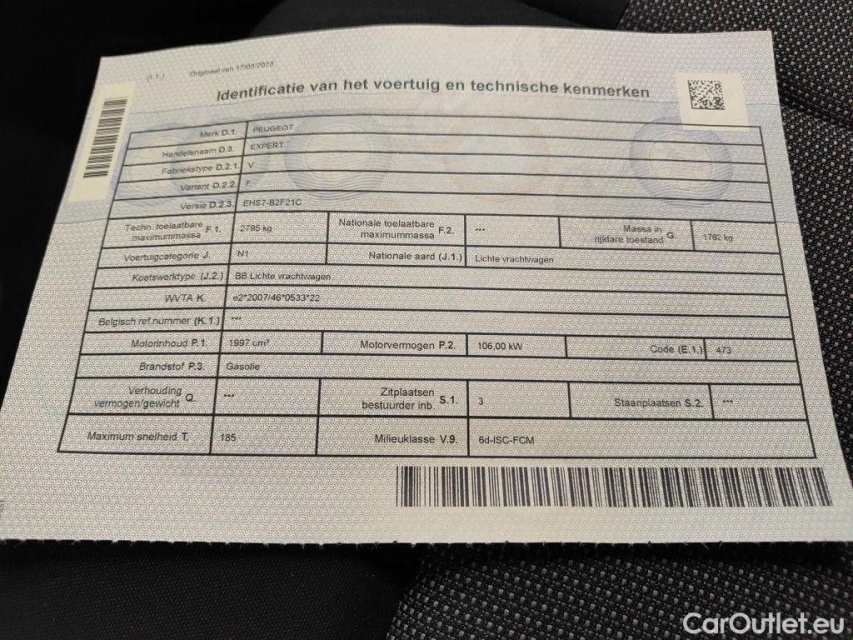 (I.1.) Origineel van 17/03/2023
Identificatie van het voertuig en technische kenmerken
Merk D.1. PEUGEOT
Handelsnaam D.3. EXPERT
Fabriekstype D.2.1. V
Variant D.2.2. F
Versie D.2.3. EHS7-B2F21C
Techn. toelaatbare maximummassa F.1. 2795 kg Nationale toelaatbare maximummassa F.2. *** Massa in rijklare toestand G. 1762 kg
Voertuigcategorie J. N1 Nationale aard (J.1.) Lichte vrachtwagen
Koetswerktype (J.2.) BB Lichte vrachtwagen
WVTA K. e2*2007/46*0533*22
Belgisch ref.nummer (K.1.) ***
Motorinhoud P.1. 1997 cm³ Motorvermogen P.2. 106,00 kW Code (E.1.) 473
Brandstof P.3. Gasolie
Verhouding vermogen/gewicht Q. *** Zitplaatsen bestuurder inb. S.1. 3 Staanplaatsen S.2. ***
Maximum snelheid T. 185 Milieuklasse V.9. 6d-ISC-FCM
CarOutlet.eu